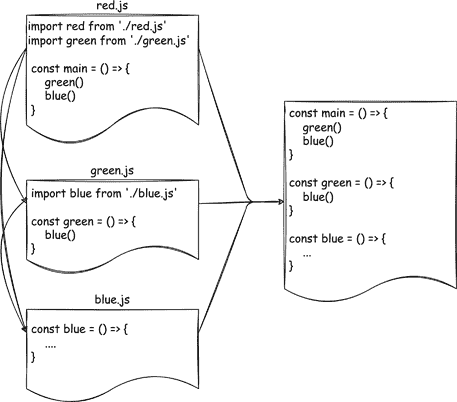 red.js
import red from './red.js'
import green from './green.js'
const main = () => {
green()
blue()
}
green.js
import blue from './blue.js'
const green = () => {
blue()
}
blue.js
const blue = () => {
....
}
const main = () => {
green()
blue()
}
const green = () => {
blue()
}
const blue = () => {
...
}